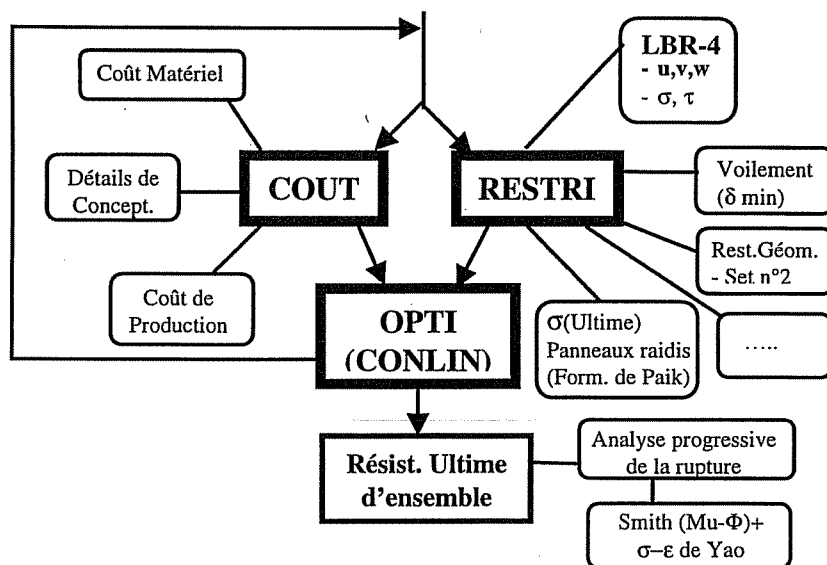 LBR-4
- u,v,w
- σ, τ
Coût Matériel
Détails de
Concept.
COUT
RESTRI
Voilement
(δ min)
Rest.Géom.
- Set n°2
Coût de
Production
OPTI
(CONLIN)
σ(Ultime)
Panneaux raidis
(Form. de Paik)
.....
Résist. Ultime
d'ensemble
Analyse progressive
de la rupture
Smith (Mu-Φ)+
σ–ε de Yao